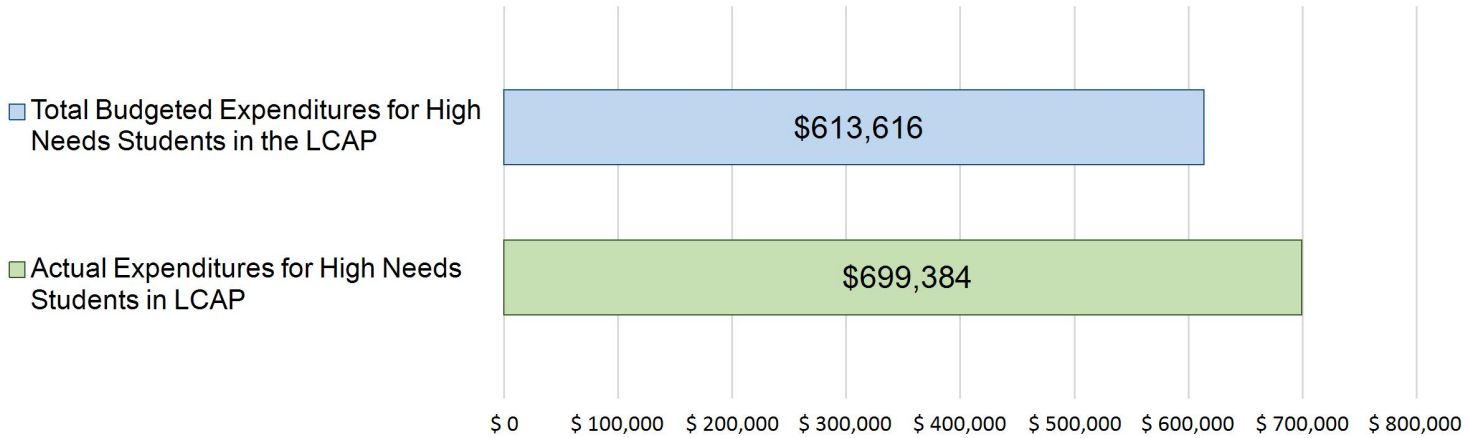 Total Budgeted Expenditures for High
Needs Students in the LCAP
$613,616
Actual Expenditures for High Needs
Students in LCAP
$699,384
$ 0 $ 100,000 $ 200,000 $ 300,000 $ 400,000 $ 500,000 $ 600,000 $ 700,000 $ 800,000